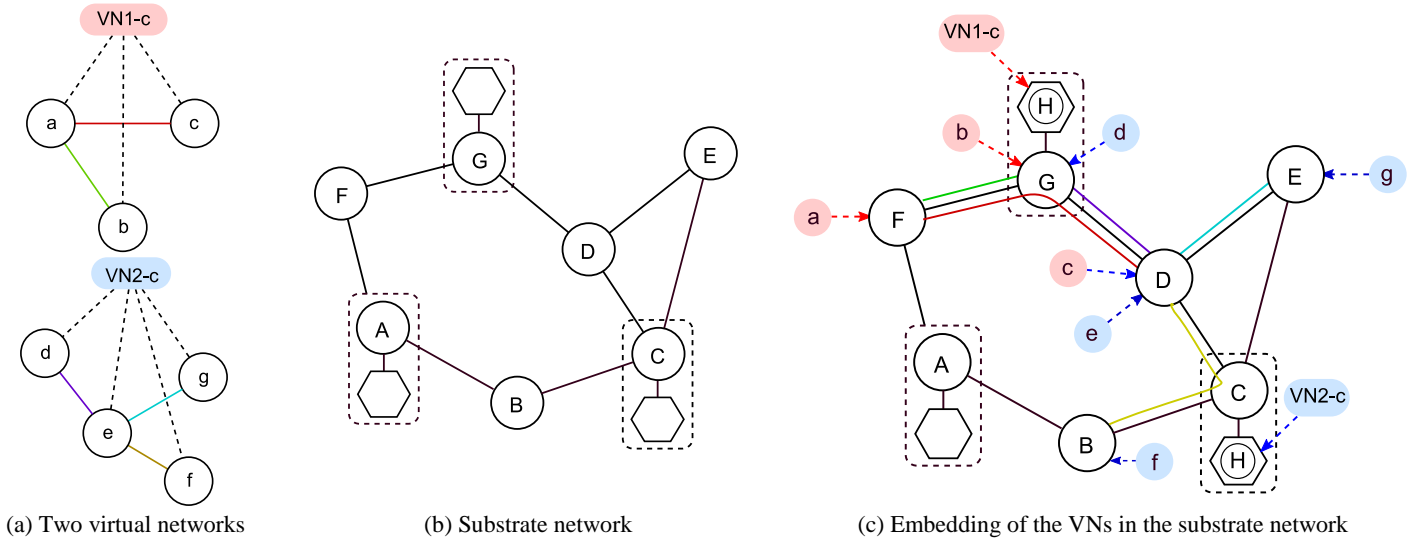 VN1-c
a
c
b
VN2-c
d
g
e
f
(a) Two virtual networks
G
E
F
D
A
C
B
(b) Substrate network
VN1-c
H
b
d
G
E
g
a
F
c
D
e
A
C
VN2-c
B
f
H
(c) Embedding of the VNs in the substrate network